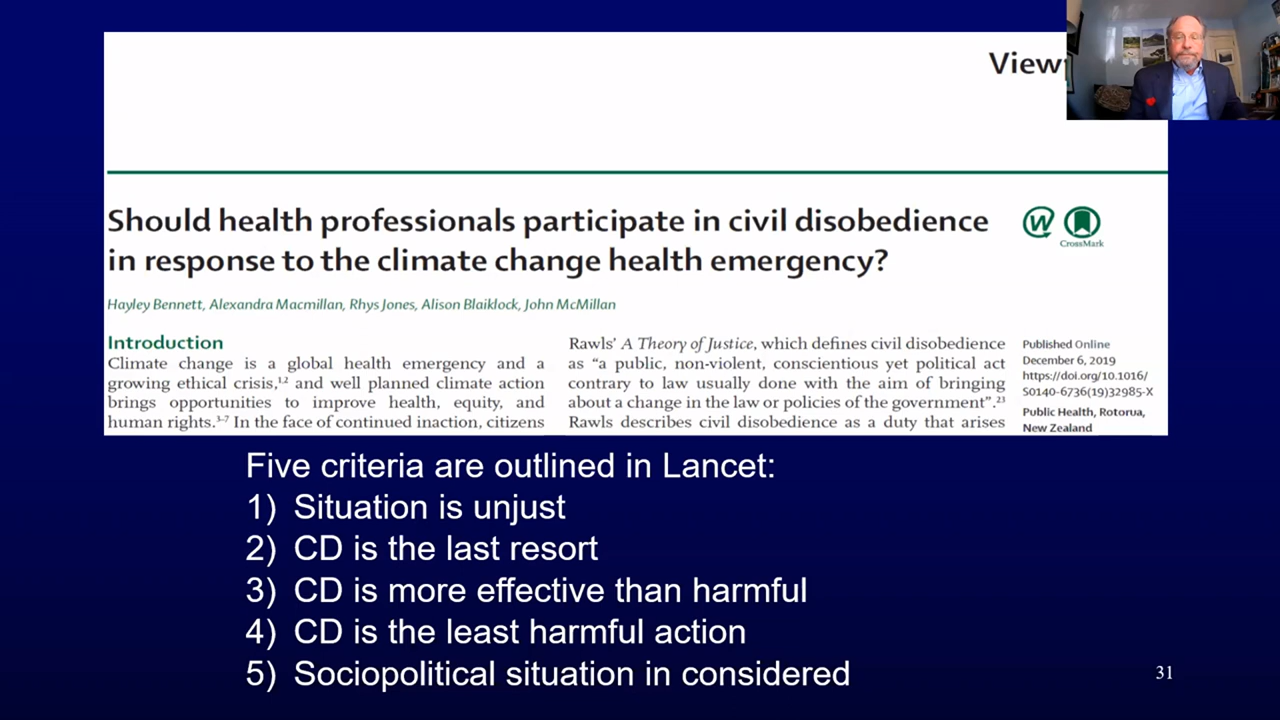 View
Should health professionals participate in civil disobedience
in response to the climate change health emergency?
CrossMark
Hayley Bennett, Alexandra Macmillan, Rhys Jones, Alison Blaiklock, John McMillan
Introduction
Climate change is a global health emergency and a
growing ethical crisis,1,2 and well planned climate action
brings opportunities to improve health, equity, and
human rights.3–7 In the face of continued inaction, citizens
Rawls' A Theory of Justice, which defines civil disobedience
as “a public, non-violent, conscientious yet political act
contrary to law usually done with the aim of bringing
about a change in the law or policies of the government”.23
Rawls describes civil disobedience as a duty that arises
Published Online
December 6, 2019
https://doi.org/10.1016/
S0140-6736(19)32985-X
Public Health, Rotorua,
New Zealand
Five criteria are outlined in Lancet:
1) Situation is unjust
2) CD is the last resort
3) CD is more effective than harmful
4) CD is the least harmful action
5) Sociopolitical situation in considered
31